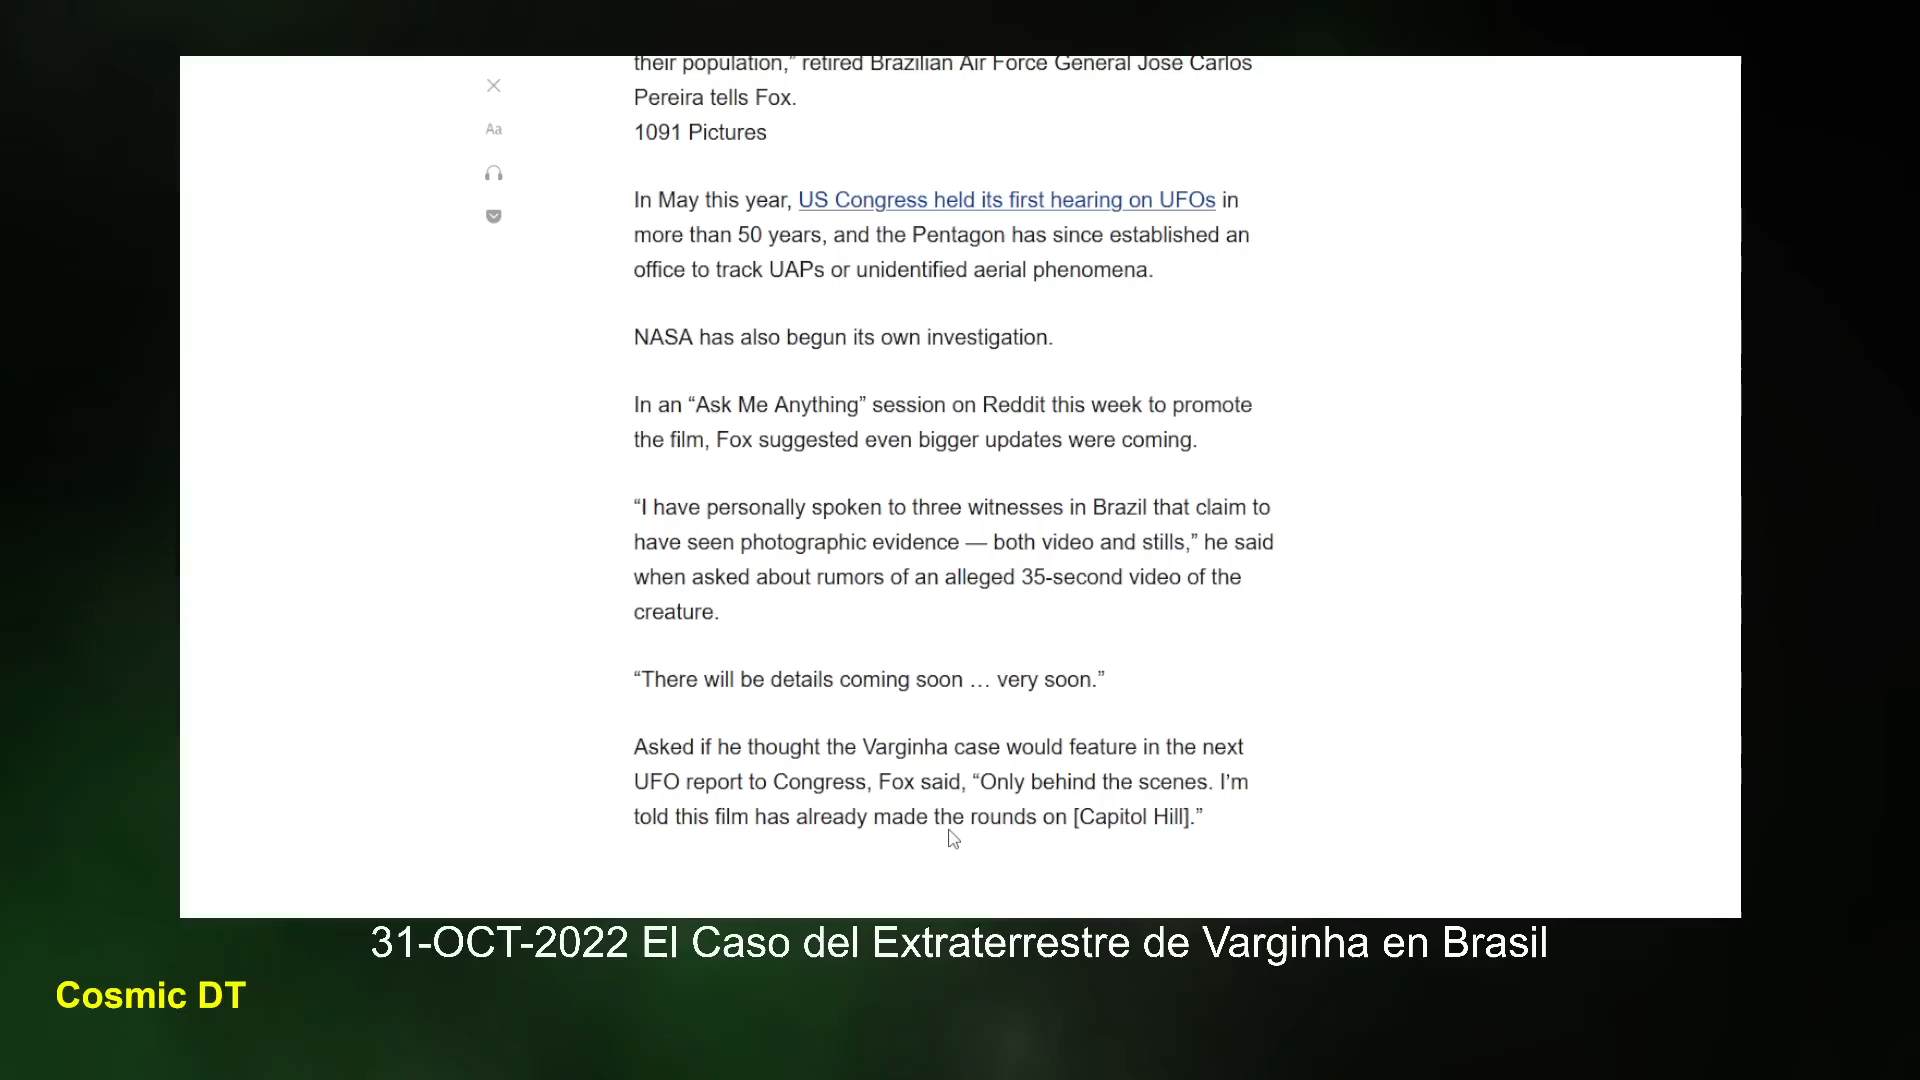 their population,” retired Brazilian Air Force General Jose Carlos
Pereira tells Fox.
1091 Pictures
Aa
In May this year, US Congress held its first hearing on UFOs in
more than 50 years, and the Pentagon has since established an
office to track UAPs or unidentified aerial phenomena.
NASA has also begun its own investigation.
In an “Ask Me Anything” session on Reddit this week to promote
the film, Fox suggested even bigger updates were coming.
“I have personally spoken to three witnesses in Brazil that claim to
have seen photographic evidence — both video and stills,” he said
when asked about rumors of an alleged 35-second video of the
creature.
“There will be details coming soon … very soon.”
Asked if he thought the Varginha case would feature in the next
UFO report to Congress, Fox said, “Only behind the scenes. I’m
told this film has already made the rounds on [Capitol Hill].”
31-OCT-2022 El Caso del Extraterrestre de Varginha en Brasil
Cosmic DT